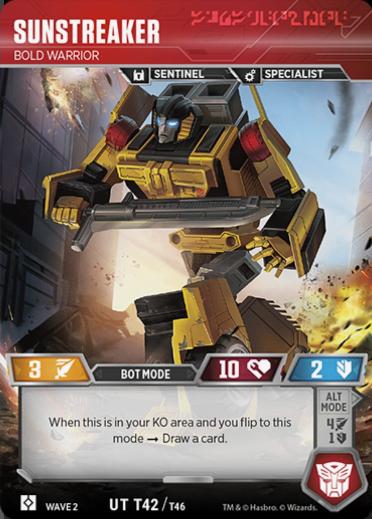 SUNSTREAKER
BOLD WARRIOR
SENTINEL
SPECIALIST
3
BOT MODE
10
2
When this is in your KO area and you flip to this
mode → Draw a card.
ALT
MODE
4
1
WAVE 2
UT T42 / T46
TM & © Hasbro. © Wizards.